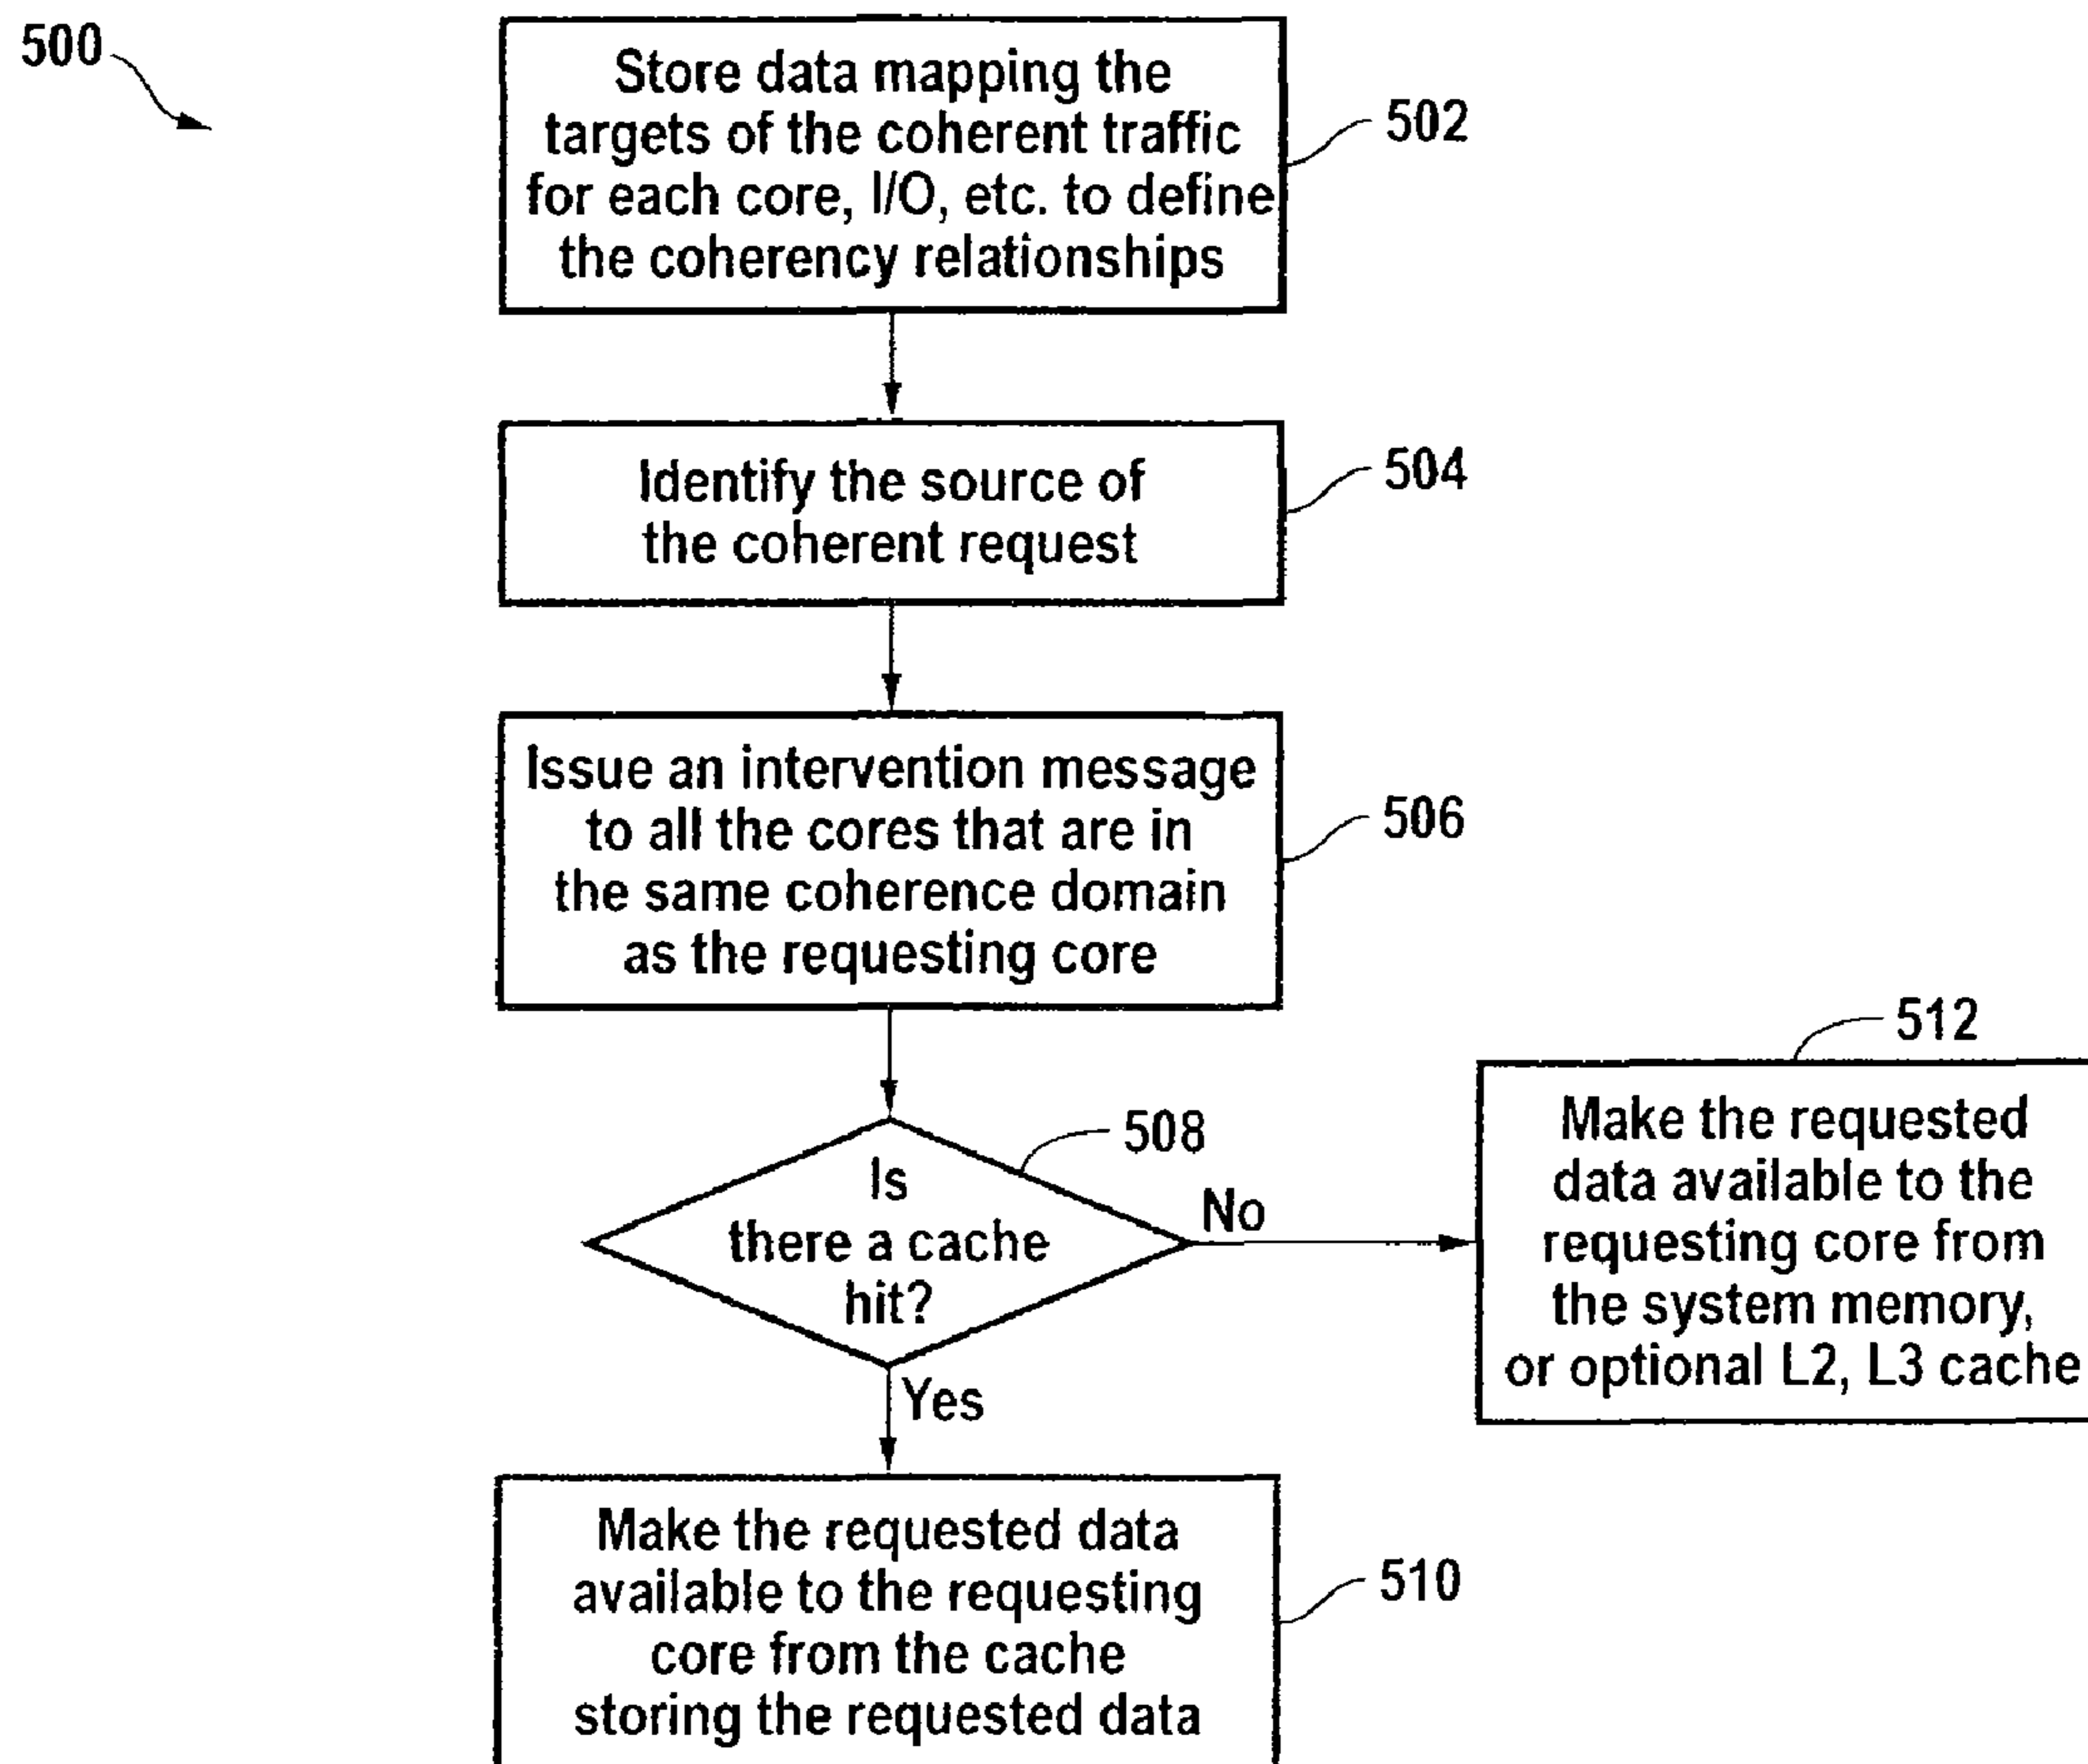 500
Store data mapping the
targets of the coherent traffic
for each core, I/O, etc. to define
the coherency relationships
502
Identify the source of
the coherent request
504
Issue an intervention message
to all the cores that are in
the same coherence domain
as the requesting core
506
Is
there a cache
hit?
508
No
Yes
512
Make the requested
data available to the
requesting core from
the system memory,
or optional L2, L3 cache
Make the requested data
available to the requesting
core from the cache
storing the requested data
510